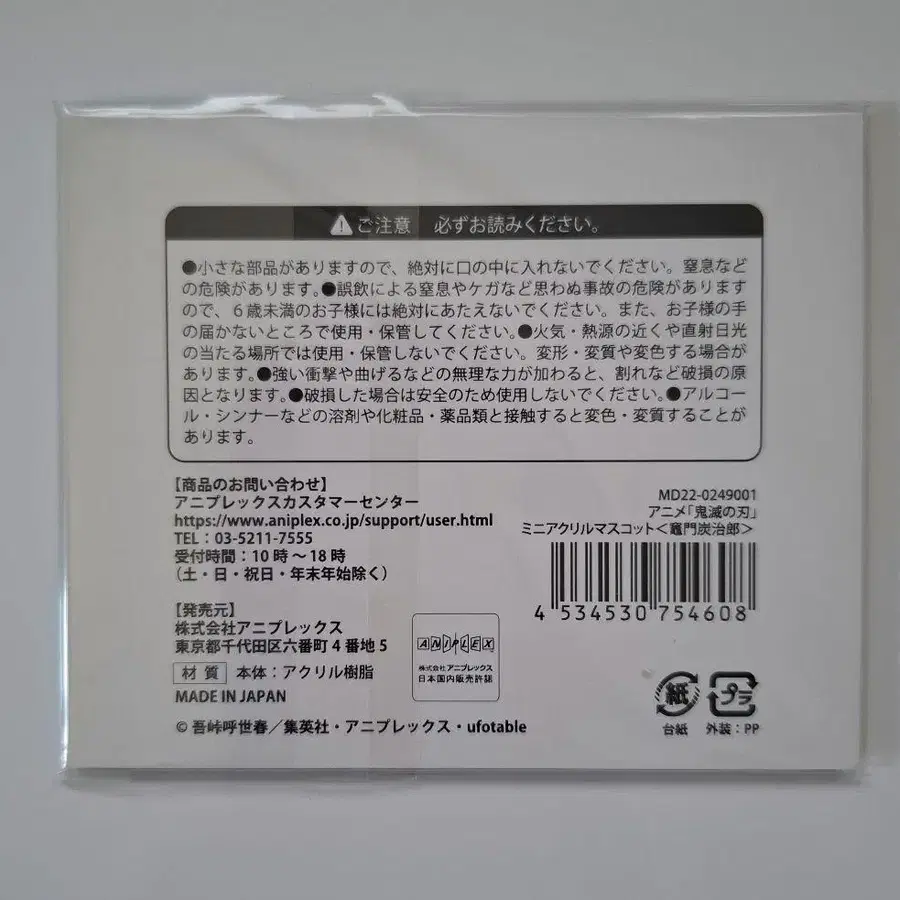 ご注意 必ずお読みください。
●小さな部品がありますので、絶対に口の中に入れないでください。窒息など
の危険があります。●誤飲による窒息やケガなど思わぬ事故の危険があります
ので、6歳未満のお子様には絶対にあたえないでください。また、お子様の手
の届かないところで使用・保管してください。●火気・熱源の近くや直射日光
の当たる場所では使用・保管しないでください。変形・変質や変色する場合が
あります。●強い衝撃や曲げるなどの無理な力が加わると、割れなど破損の原
因となります。●破損した場合は安全のため使用しないでください。●アルコー
ル・シンナーなどの溶剤や化粧品・薬品類と接触すると変色・変質することが
あります。
【商品のお問い合わせ】
アニプレックスカスタマーセンター
https://www.aniplex.co.jp/support/user.html
TEL:03-5211-7555
受付時間:10時~18時
(土・日・祝日・年末年始除く)
【発売元】
株式会社アニプレックス
東京都千代田区六番町4番地5
材質 本体:アクリル樹脂
MADE IN JAPAN
© 吾峠呼世春/集英社・アニプレックス・ufotable
ANIPLEX
株式会社アニプレックス
日本国内販売許諾
MD22-0249001
アニメ「鬼滅の刃」
ミニアクリルマスコット<竈門炭治郎>
4 534530 754608
紙 プラ
台紙 外装:PP